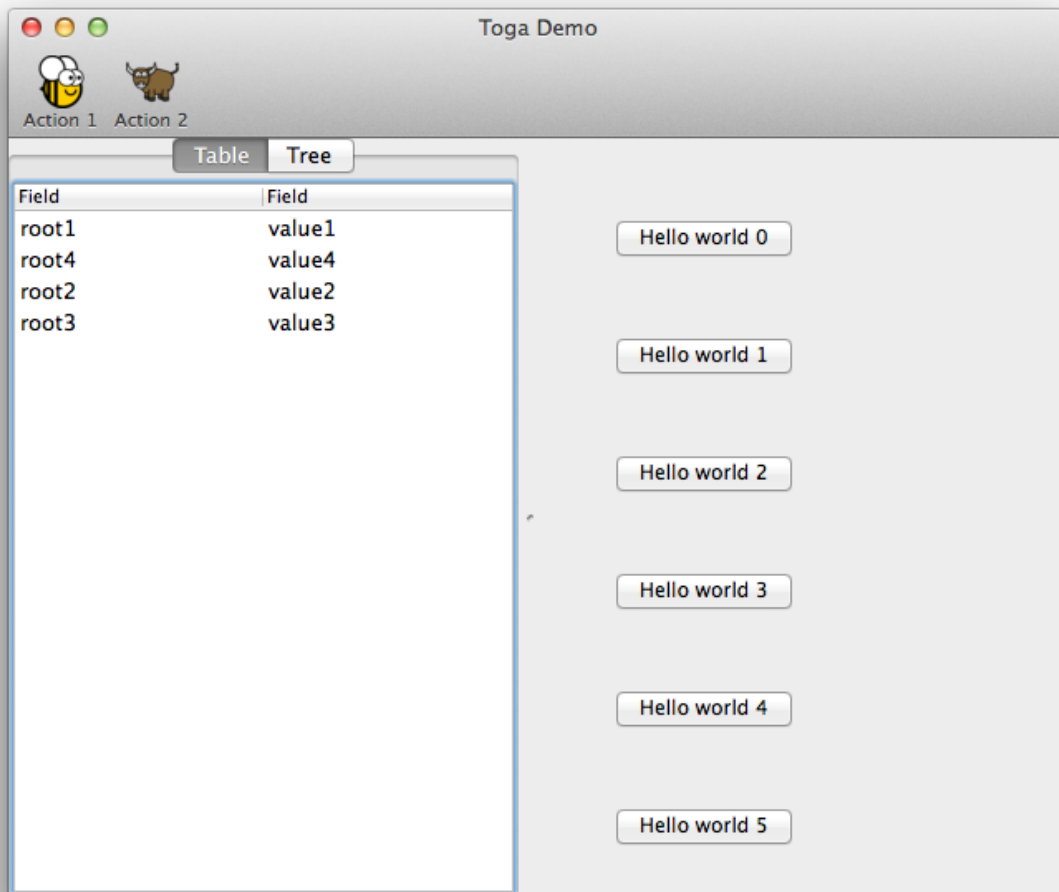 Toga Demo
Action 1 Action 2
Table Tree
Field Field
root1 value1
root4 value4
root2 value2
root3 value3
Hello world 0
Hello world 1
Hello world 2
Hello world 3
Hello world 4
Hello world 5